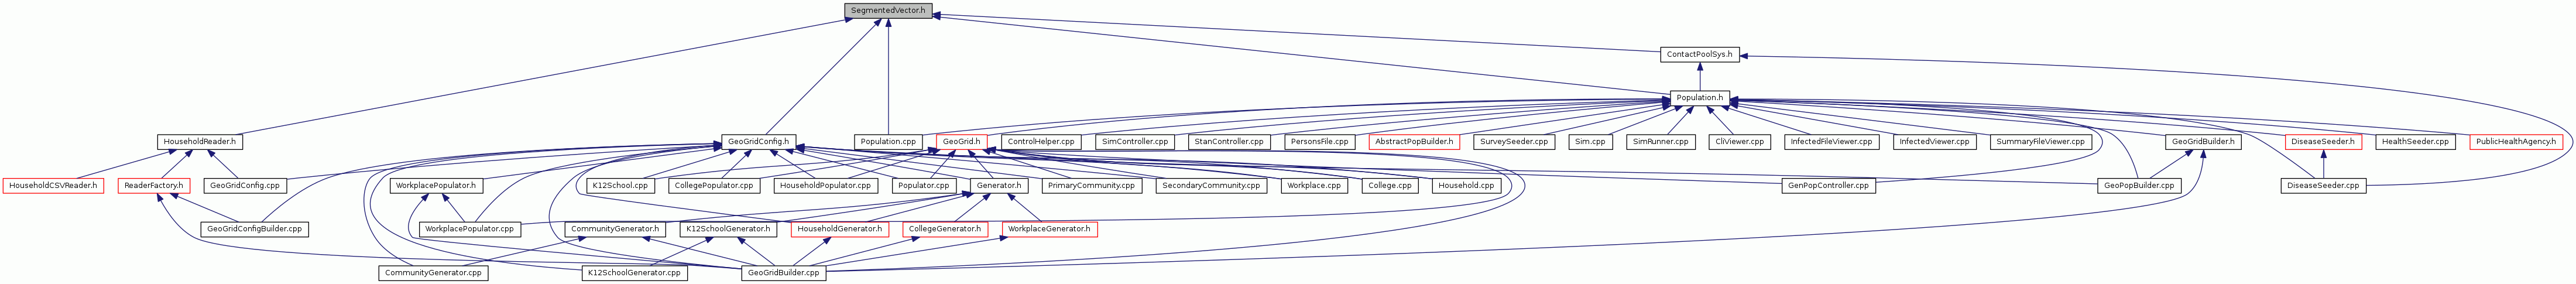 SegmentedVector.h
ContactPoolSys.h
Population.h
HouseholdReader.h
GeoGridConfig.h
Population.cpp
GeoGrid.h
ControlHelper.cpp
SimController.cpp
StanController.cpp
PersonsFile.cpp
AbstractPopBuilder.h
SurveySeeder.cpp
Sim.cpp
SimRunner.cpp
CliViewer.cpp
InfectedFileViewer.cpp
InfectedViewer.cpp
SummaryFileViewer.cpp
GeoGridBuilder.h
DiseaseSeeder.h
HealthSeeder.cpp
PublicHealthAgency.h
HouseholdCSVReader.h
ReaderFactory.h
GeoGridConfig.cpp
WorkplacePopulator.h
K12School.cpp
CollegePopulator.cpp
HouseholdPopulator.cpp
Populator.cpp
Generator.h
PrimaryCommunity.cpp
SecondaryCommunity.cpp
Workplace.cpp
College.cpp
Household.cpp
GenPopController.cpp
GeoPopBuilder.cpp
DiseaseSeeder.cpp
GeoGridConfigBuilder.cpp
WorkplacePopulator.cpp
CommunityGenerator.h
K12SchoolGenerator.h
HouseholdGenerator.h
CollegeGenerator.h
WorkplaceGenerator.h
CommunityGenerator.cpp
K12SchoolGenerator.cpp
GeoGridBuilder.cpp